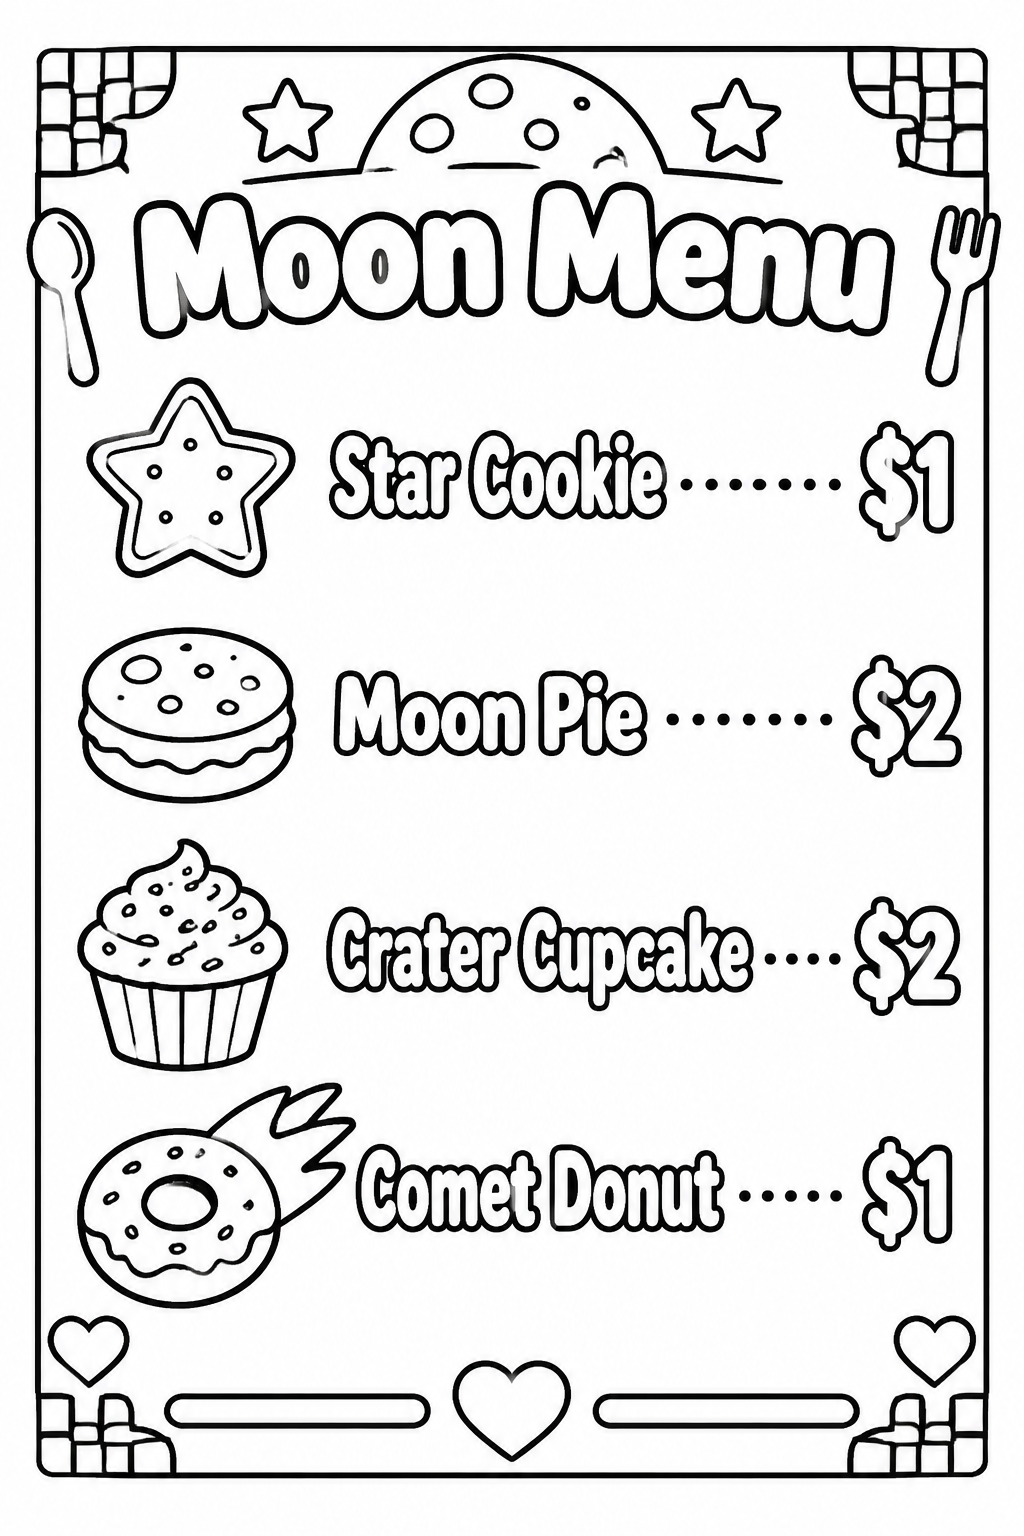 Moon Menu
Star Cookie ······· $1
Moon Pie ······· $2
Crater Cupcake ···· $2
Comet Donut ····· $1